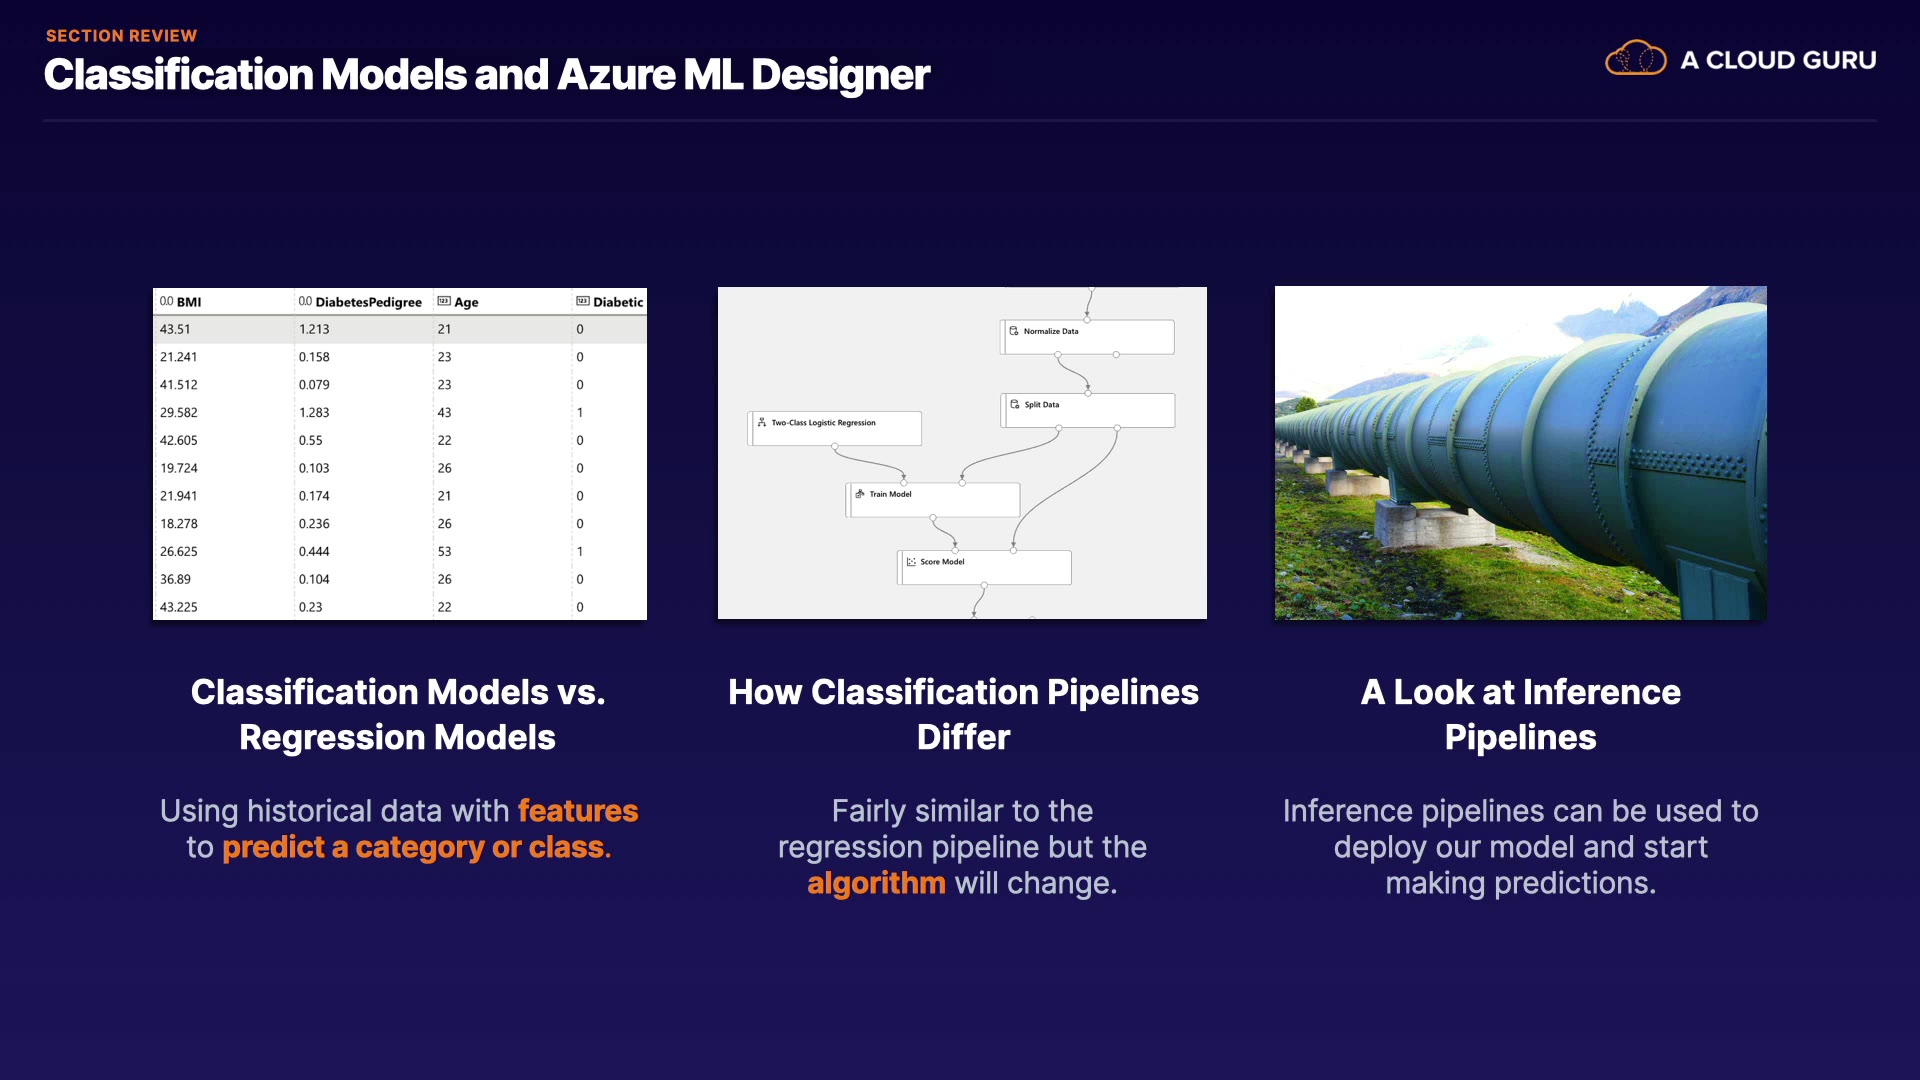 SECTION REVIEW
Classification Models and Azure ML Designer
A CLOUD GURU
0.0 BMI 0.0 DiabetesPedigree 123 Age 123 Diabetic
43.51 1.213 21 0
21.241 0.158 23 0
41.512 0.079 23 0
29.582 1.283 43 1
42.605 0.55 22 0
19.724 0.103 26 0
21.941 0.174 21 0
18.278 0.236 26 0
26.625 0.444 53 1
36.89 0.104 26 0
43.225 0.23 22 0
Normalize Data
Split Data
Two-Class Logistic Regression
Train Model
Score Model
Classification Models vs.
Regression Models
Using historical data with features
to predict a category or class.
How Classification Pipelines
Differ
Fairly similar to the
regression pipeline but the
algorithm will change.
A Look at Inference
Pipelines
Inference pipelines can be used to
deploy our model and start
making predictions.